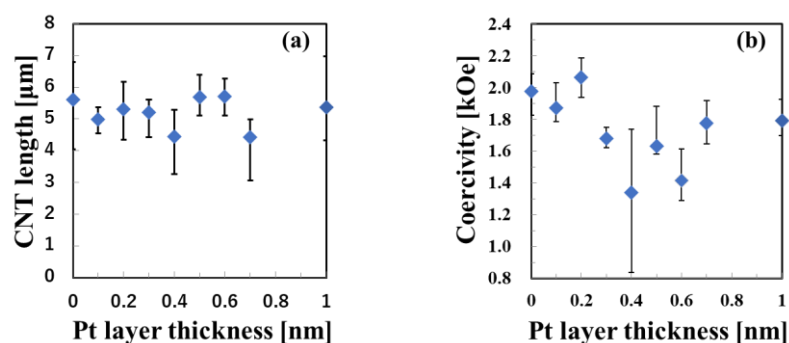 (a)
CNT length [μm]
8
7
6
5
4
3
2
1
0
0 0.2 0.4 0.6 0.8 1
Pt layer thickness [nm]
(b)
Coercivity [kOe]
2.4
2.2
2.0
1.8
1.6
1.4
1.2
1.0
0.8
0 0.2 0.4 0.6 0.8 1
Pt layer thickness [nm]